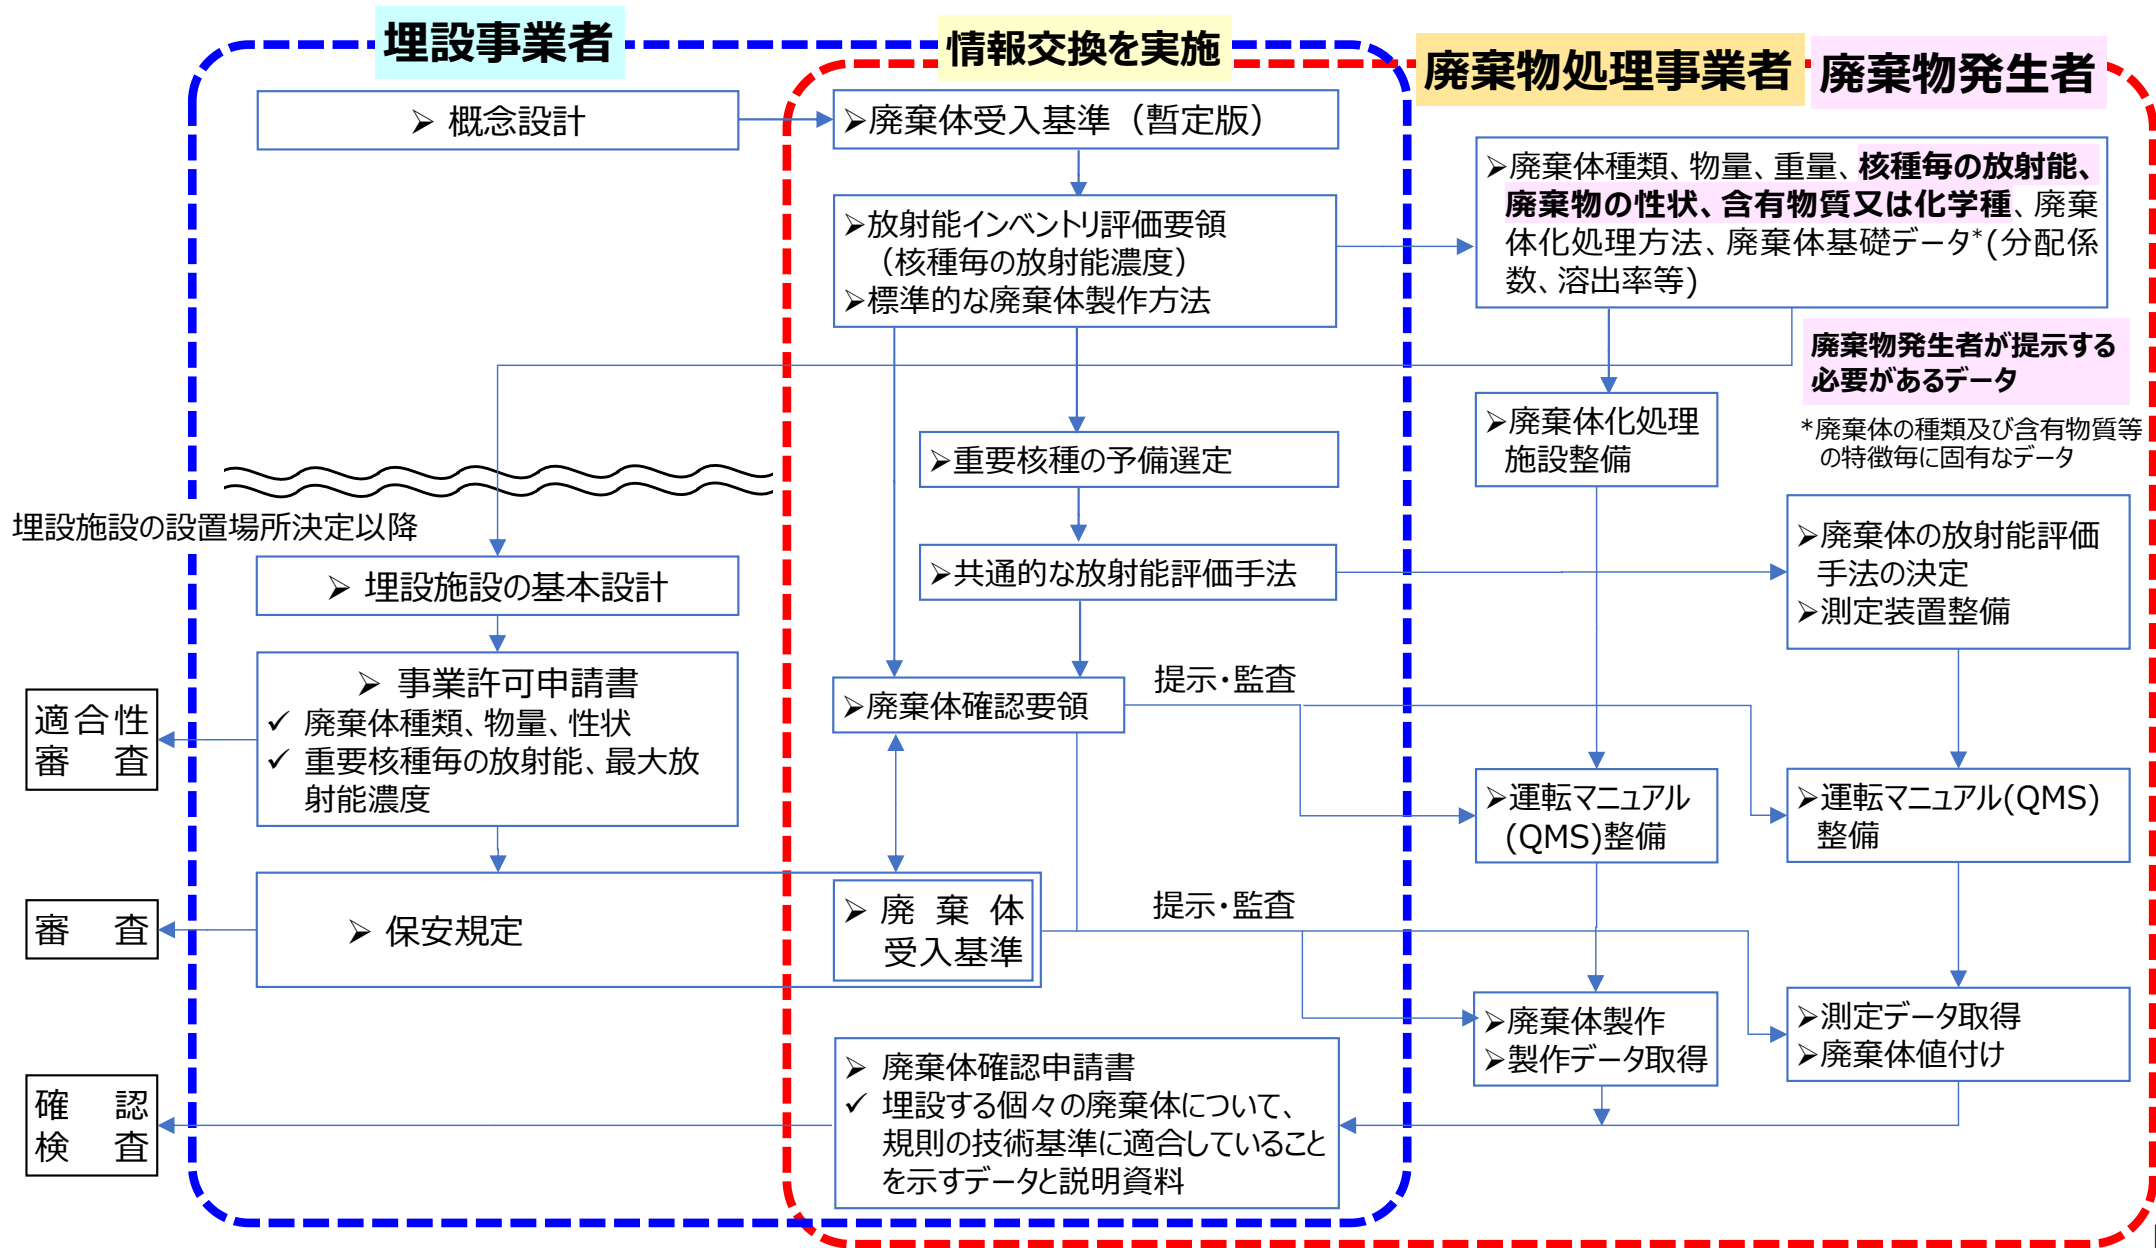 埋設事業者
情報交換を実施
廃棄物処理事業者
廃棄物発生者
➢ 概念設計
➢廃棄体受入基準（暫定版）
➢放射能インベントリ評価要領
（核種毎の放射能濃度）
➢標準的な廃棄体製作方法
➢廃棄体種類、物量、重量、核種毎の放射能、
廃棄物の性状、含有物質又は化学種、廃棄
体化処理方法、廃棄体基礎データ*(分配係
数、溶出率等)
廃棄物発生者が提示する
必要があるデータ
*廃棄体の種類及び含有物質等
の特徴毎に固有なデータ
➢重要核種の予備選定
➢廃棄体化処理
施設整備
埋設施設の設置場所決定以降
➢ 埋設施設の基本設計
➢共通的な放射能評価手法
➢廃棄体の放射能評価
手法の決定
➢測定装置整備
➢ 事業許可申請書
✓ 廃棄体種類、物量、性状
✓ 重要核種毎の放射能、最大放
射能濃度
適合性
審　査
➢廃棄体確認要領
提示・監査
➢運転マニュアル
(QMS)整備
➢運転マニュアル(QMS)
整備
審　査
➢ 保安規定
➢ 廃 棄 体
受入基準
提示・監査
➢廃棄体製作
➢製作データ取得
➢測定データ取得
➢廃棄体値付け
確　認
検　査
➢ 廃棄体確認申請書
✓ 埋設する個々の廃棄体について、
規則の技術基準に適合していること
を示すデータと説明資料